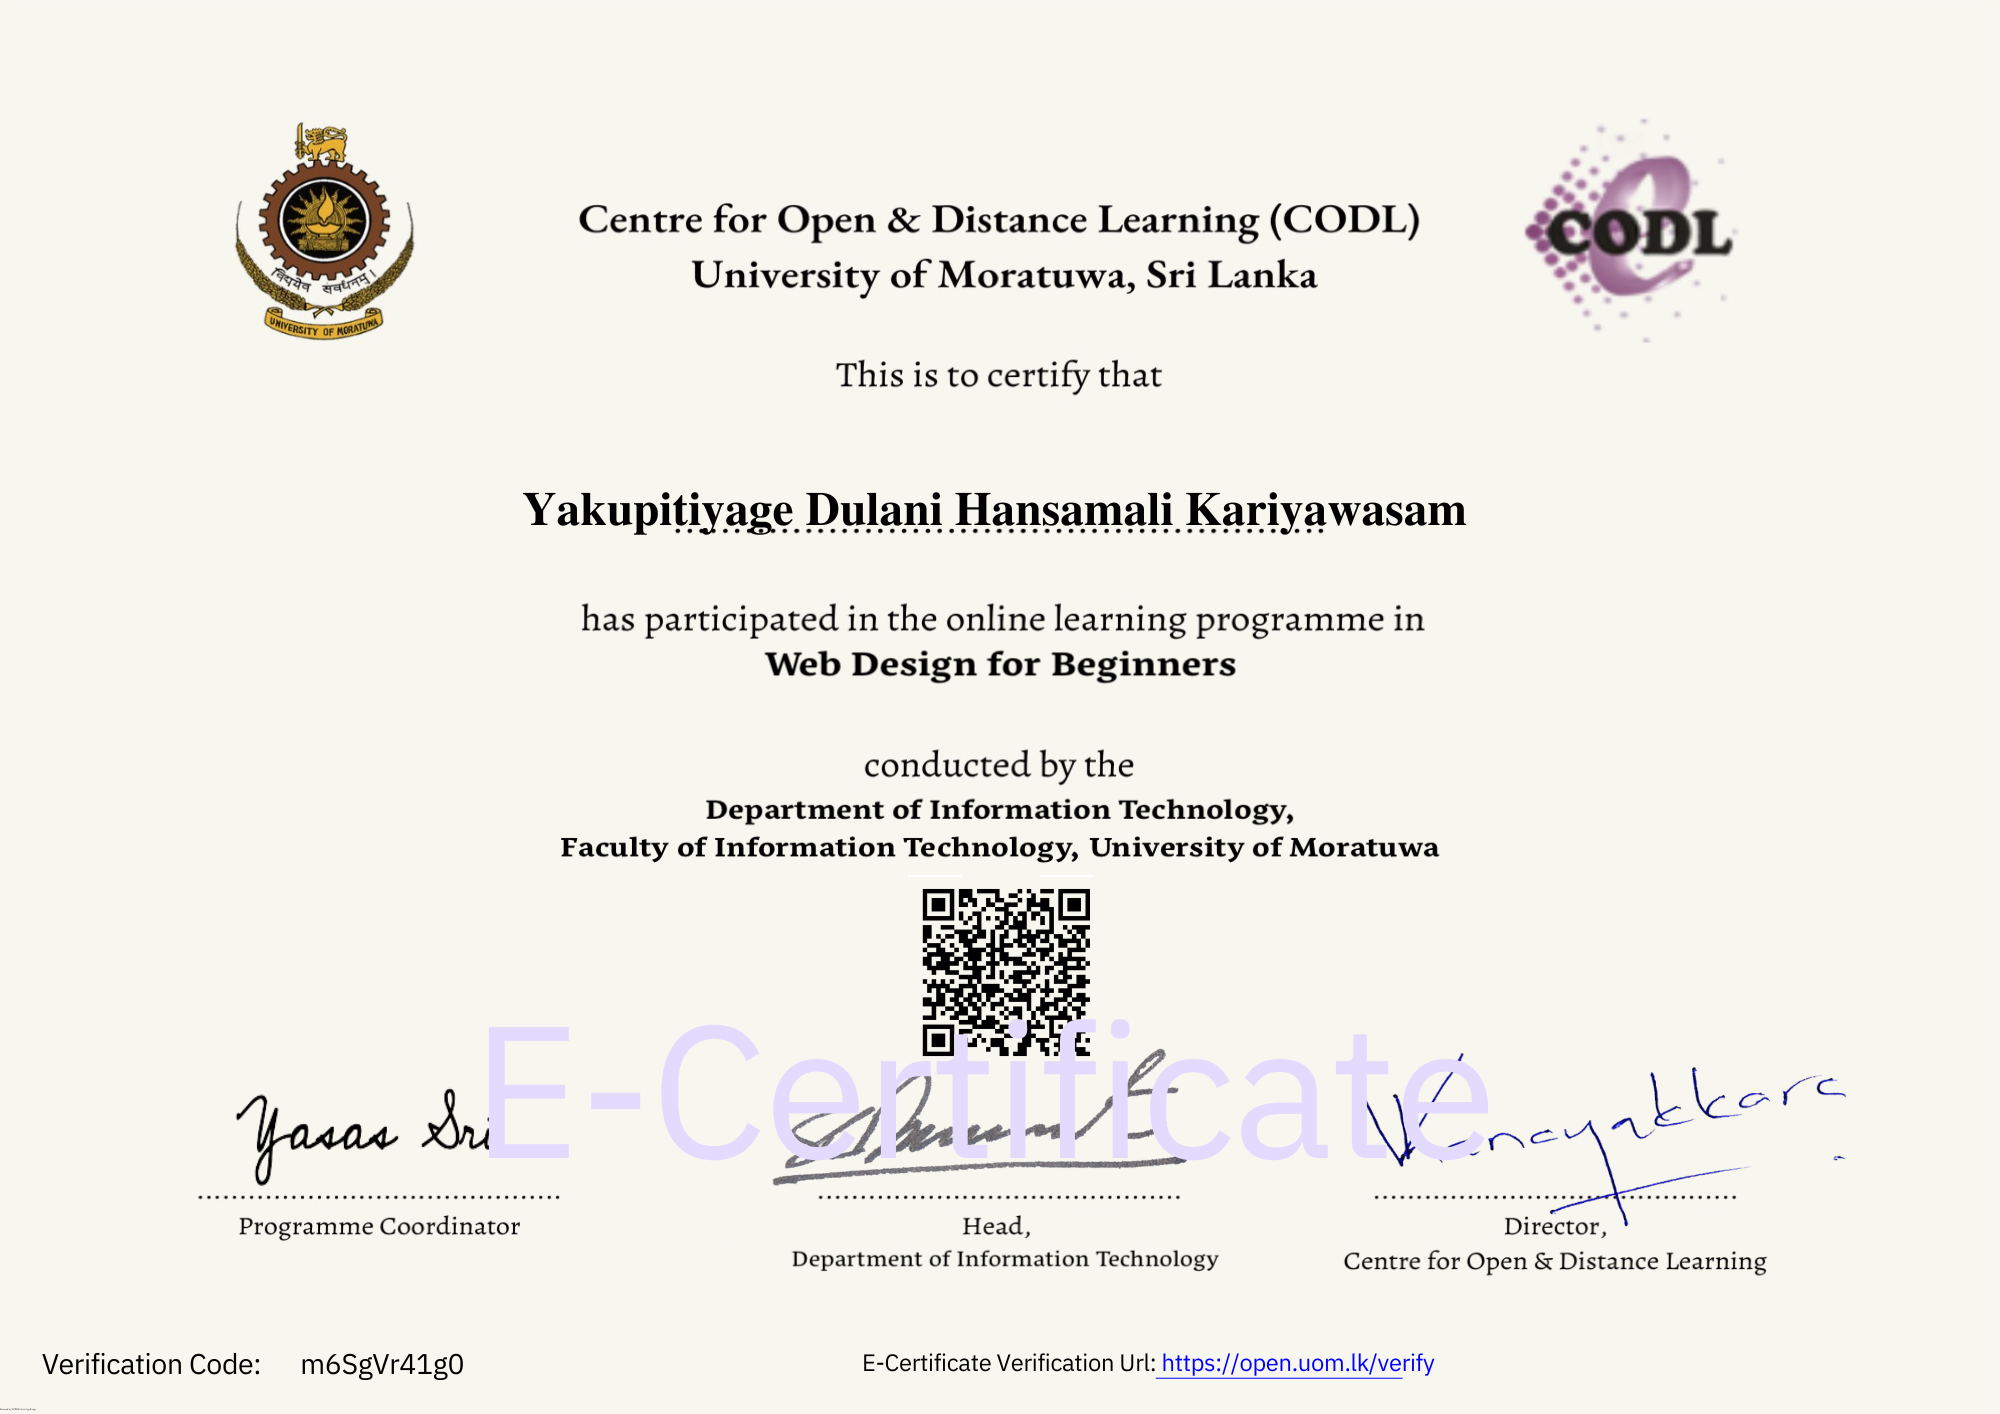 Centre for Open & Distance Learning (CODL)
University of Moratuwa, Sri Lanka
UNIVERSITY OF MORATUWA
CODL
This is to certify that
Yakupitiyage Dulani Hansamali Kariyawasam
has participated in the online learning programme in
Web Design for Beginners
conducted by the
Department of Information Technology,
Faculty of Information Technology, University of Moratuwa
E-Certificate
Yasas Sri
Programme Coordinator
Head,
Department of Information Technology
Director,
Centre for Open & Distance Learning
Verification Code: m6SgVr41g0
E-Certificate Verification Url: https://open.uom.lk/verify